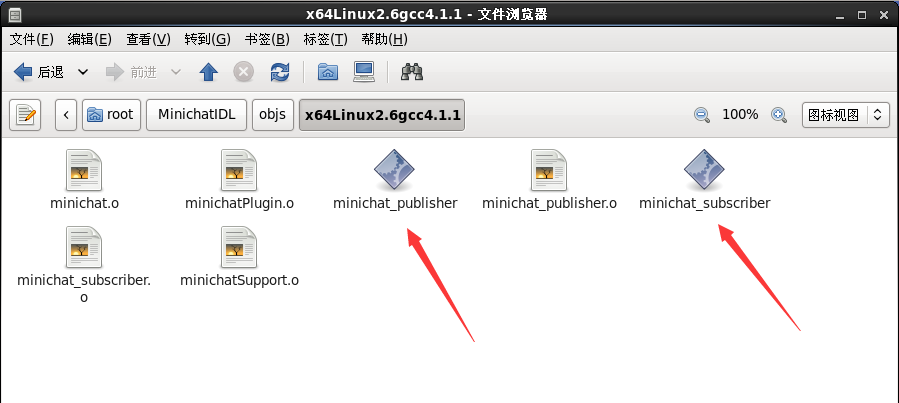 x64Linux2.6gcc4.1.1 - 文件浏览器
文件(F) 编辑(E) 查看(V) 转到(G) 书签(B) 标签(T) 帮助(H)
后退 前进
root MinichatIDL objs x64Linux2.6gcc4.1.1 100% 图标视图
minichat.o minichatPlugin.o minichat_publisher minichat_publisher.o minichat_subscriber
minichat_subscriber. minichatSupport.o
o